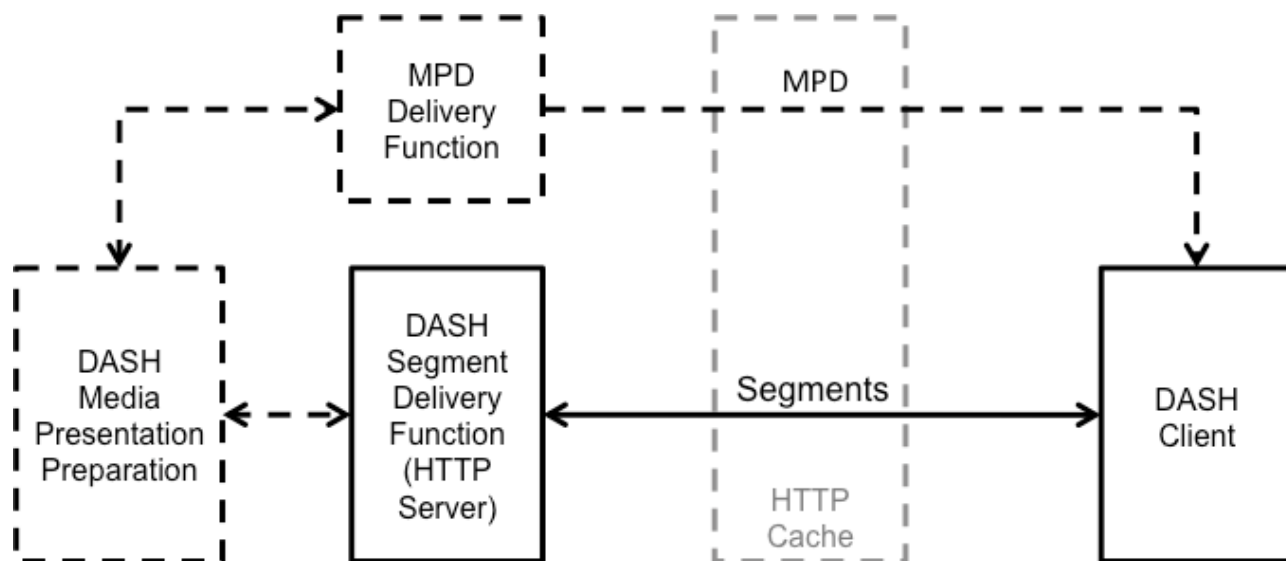 MPD
Delivery
Function
MPD
DASH
Media
Presentation
Preparation
DASH
Segment
Delivery
Function
(HTTP
Server)
Segments
HTTP
Cache
DASH
Client